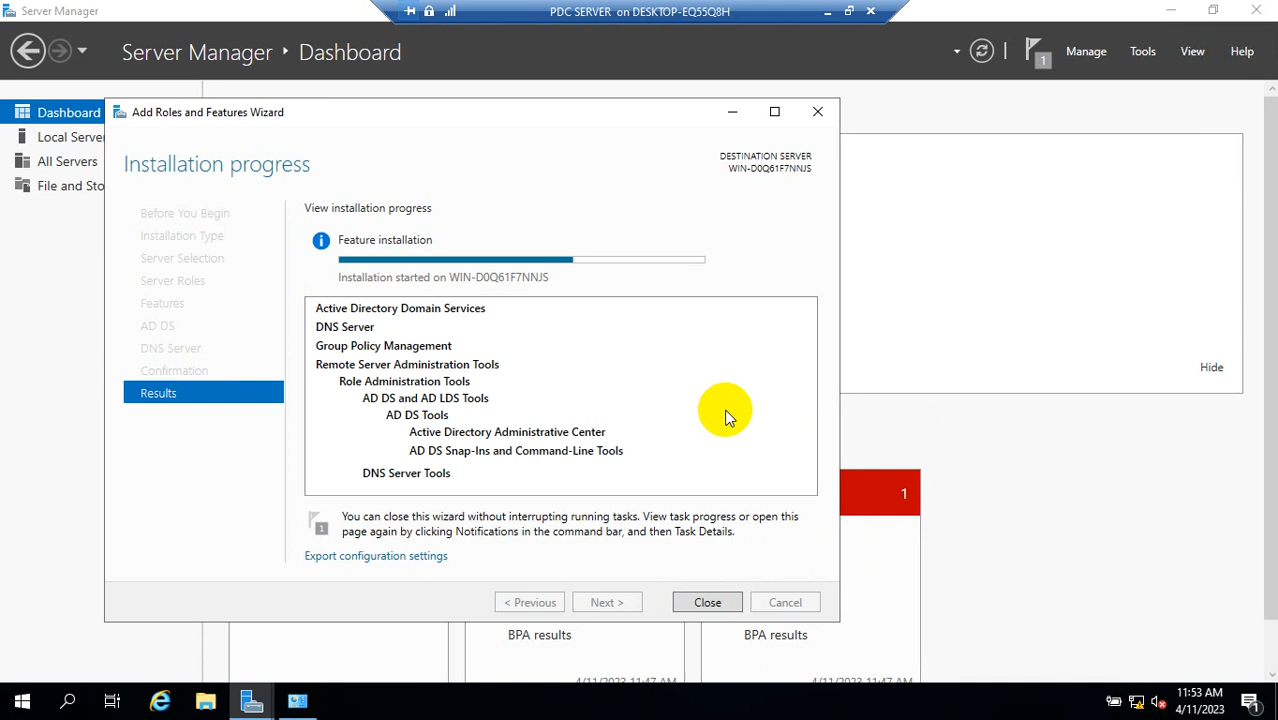 Server Manager
PDC SERVER on DESKTOP-EQ55Q8H
Server Manager
Dashboard
1
Manage
Tools
View
Help
Dashboard
Local Server
All Servers
File and Sto
Add Roles and Features Wizard
Installation progress
DESTINATION SERVER
WIN-D0Q61F7NNJS
Before You Begin
Installation Type
Server Selection
Server Roles
Features
AD DS
DNS Server
Confirmation
Results
View installation progress
Feature installation
Installation started on WIN-D0Q61F7NNJS
Active Directory Domain Services
DNS Server
Group Policy Management
Remote Server Administration Tools
Role Administration Tools
AD DS and AD LDS Tools
AD DS Tools
Active Directory Administrative Center
AD DS Snap-Ins and Command-Line Tools
DNS Server Tools
1
You can close this wizard without interrupting running tasks. View task progress or open this
page again by clicking Notifications in the command bar, and then Task Details.
Export configuration settings
< Previous
Next >
Close
Cancel
Hide
1
BPA results
BPA results
4/11/2023 11:47 AM
4/11/2023 11:47 AM
11:53 AM
4/11/2023
1